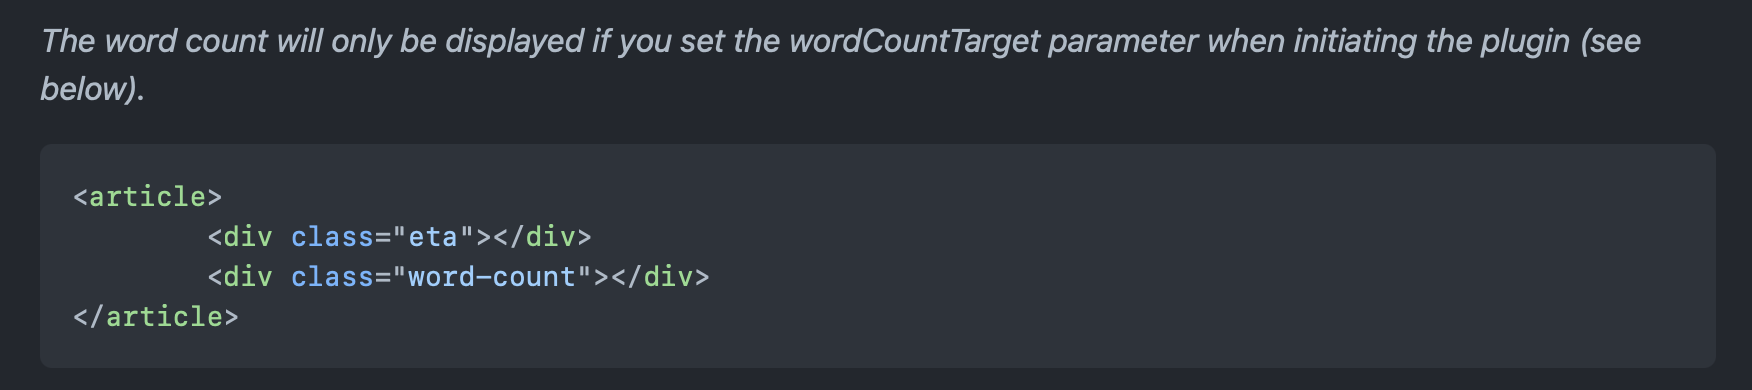 The word count will only be displayed if you set the wordCountTarget parameter when initiating the plugin (see
below).
<article>
        <div class="eta"></div>
        <div class="word-count"></div>
</article>